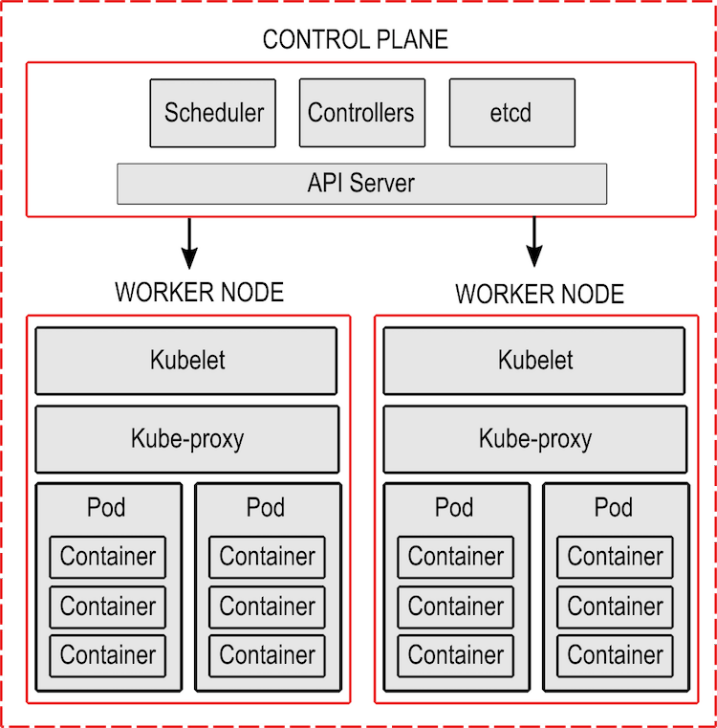 CONTROL PLANE
Scheduler
Controllers
etcd
API Server
WORKER NODE
Kubelet
Kube-proxy
Pod
Container
Container
Container
Pod
Container
Container
Container
WORKER NODE
Kubelet
Kube-proxy
Pod
Container
Container
Container
Pod
Container
Container
Container